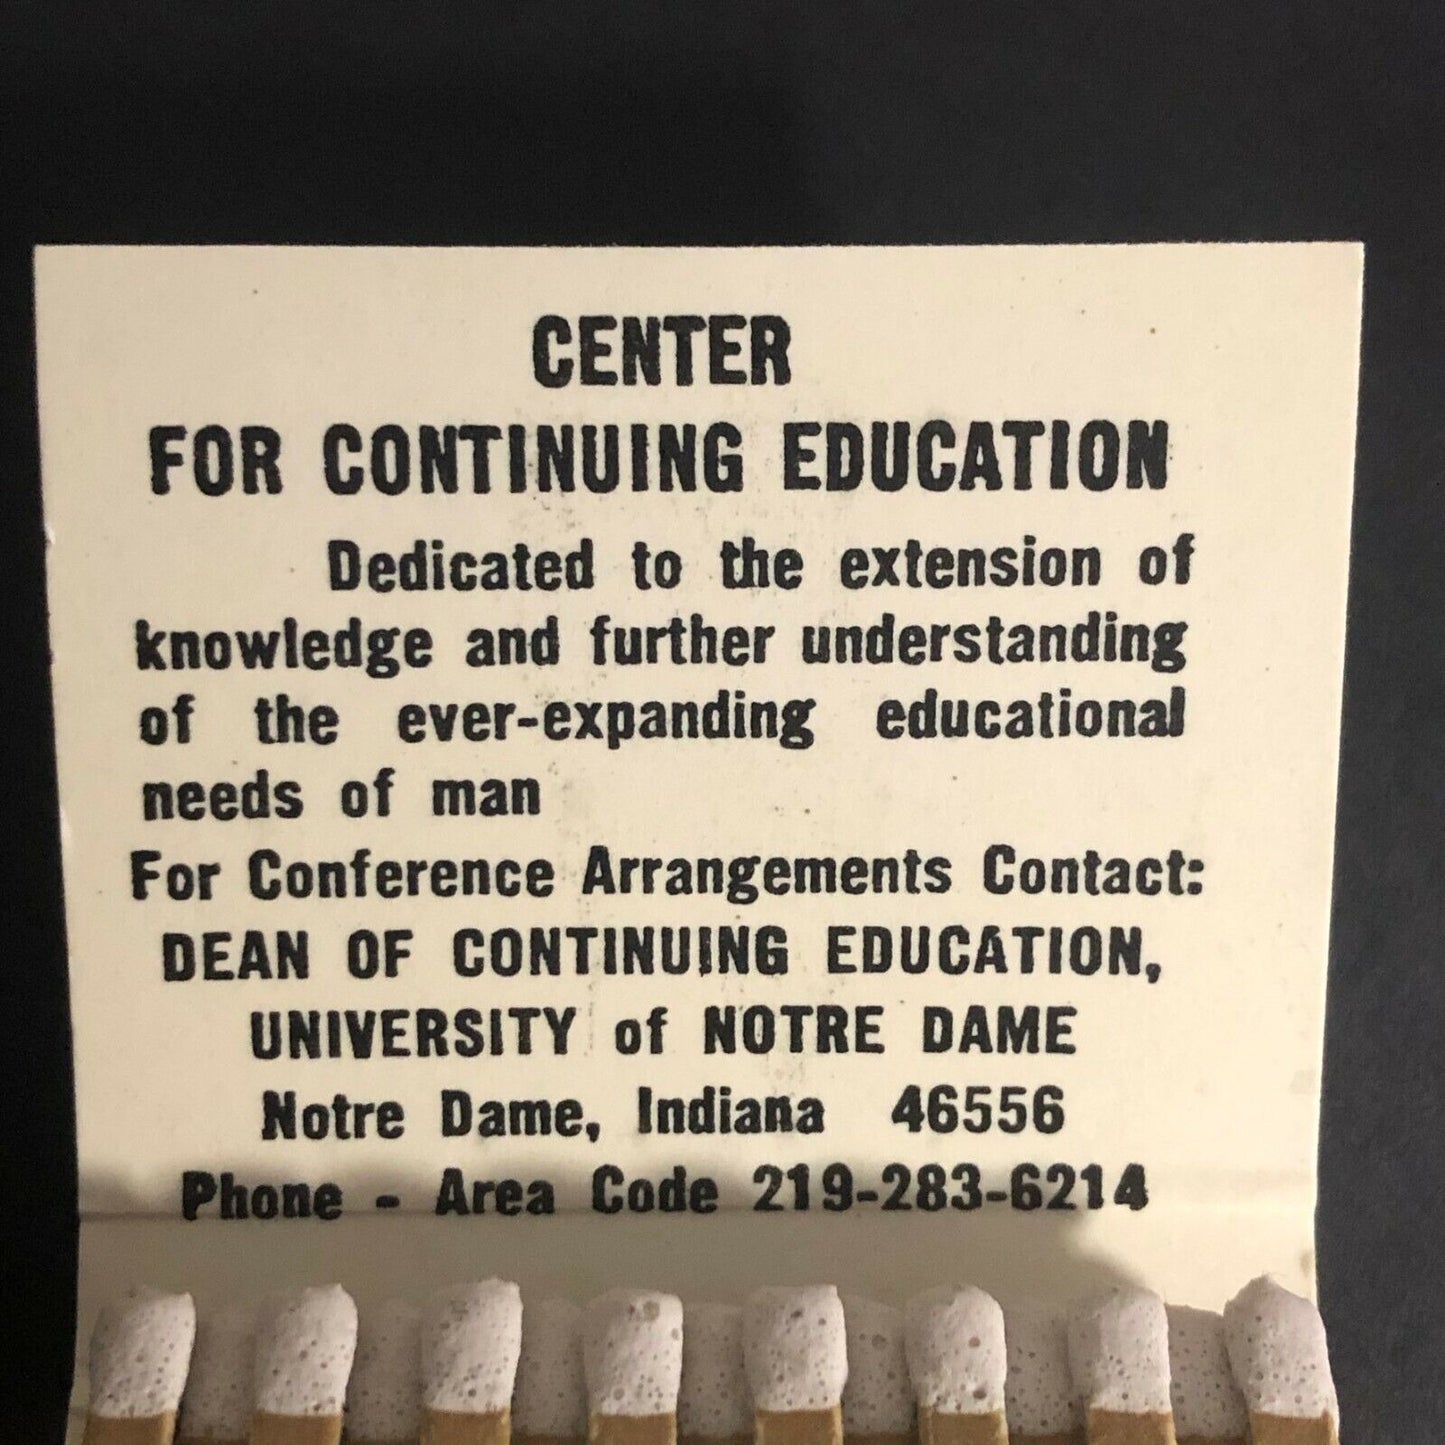 CENTER
FOR CONTINUING EDUCATION
Dedicated to the extension of
knowledge and further understanding
of the ever-expanding educational
needs of man
For Conference Arrangements Contact:
DEAN OF CONTINUING EDUCATION,
UNIVERSITY of NOTRE DAME
Notre Dame, Indiana 46556
Phone - Area Code 219-283-6214